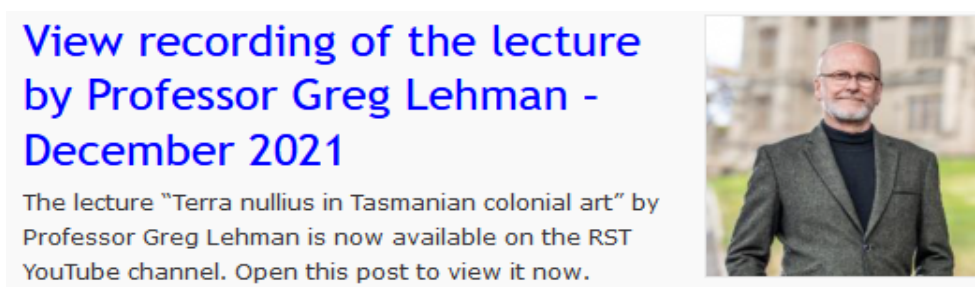 View recording of the lecture
by Professor Greg Lehman –
December 2021
The lecture “Terra nullius in Tasmanian colonial art” by
Professor Greg Lehman is now available on the RST
YouTube channel. Open this post to view it now.